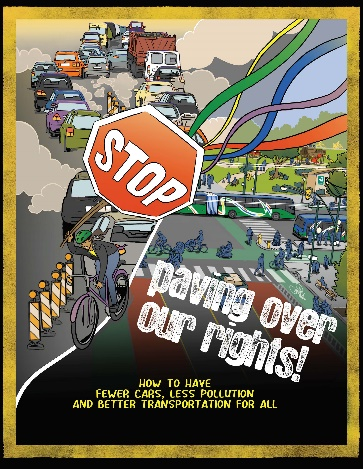 STOP
paving over
our rights!
HOW TO HAVE
FEWER CARS, LESS POLLUTION
AND BETTER TRANSPORTATION FOR ALL